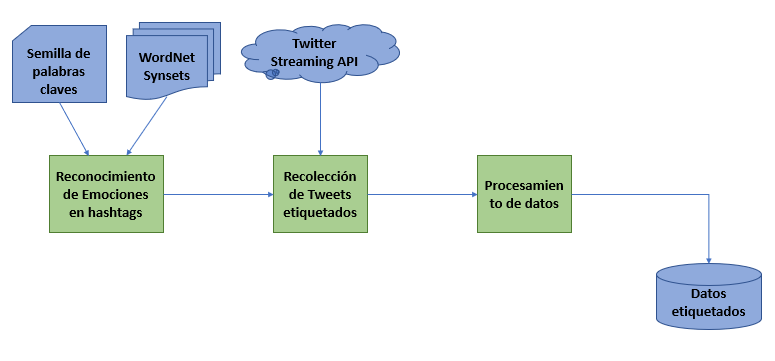 Semilla de
palabras
claves
WordNet
Synsets
Twitter
Streaming API
Reconocimiento
de Emociones
en hashtags
Recolección
de Tweets
etiquetados
Procesamien
to de datos
Datos
etiquetados